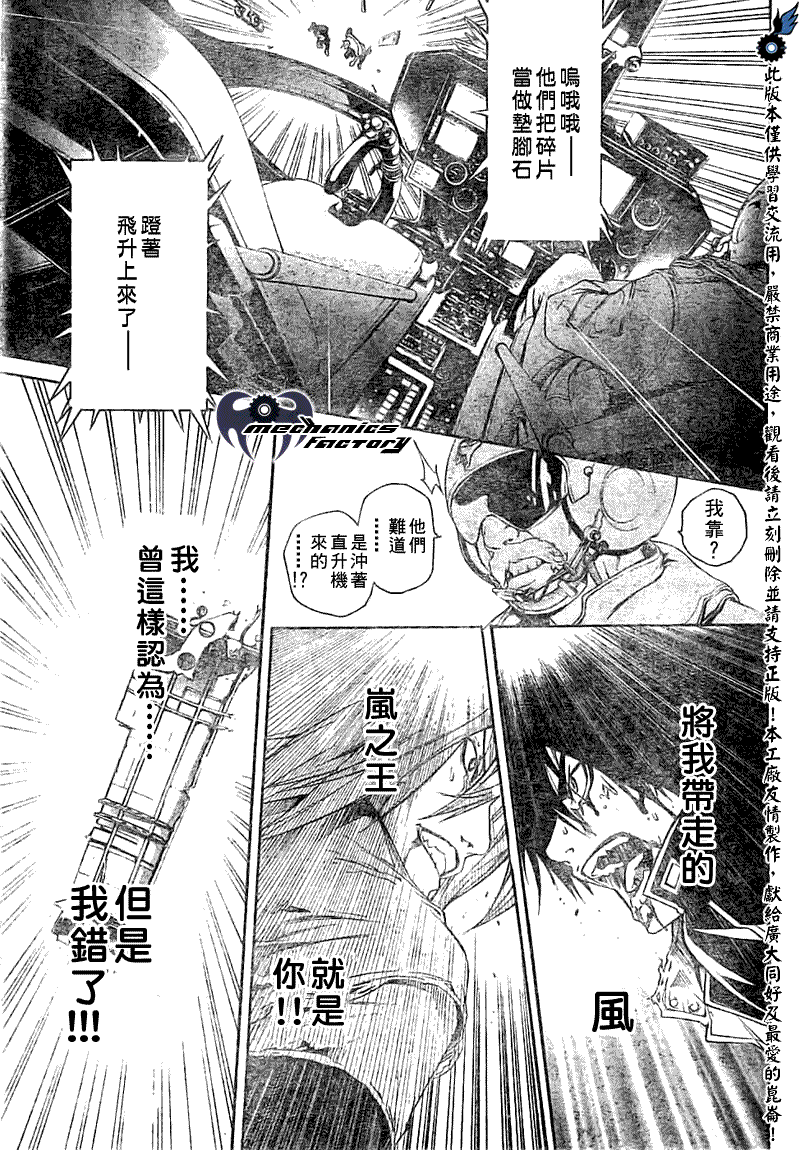 嗚哦哦——
他們把碎片
當做墊腳石
蹬著
飛升上來了——
我靠？
他們
難道
……
是沖著
直升機
來的
……!?
將我帶走的
風
嵐之王
就是
你!!
我……
曾這樣認為……
但是
我錯了!!!
mechanics
Factory
此版本僅供學習交流用，嚴禁商業用途，觀看後請立刻刪除並請支持正版！本工廠友情製作，獻給廣大同好及最愛的崑崙！